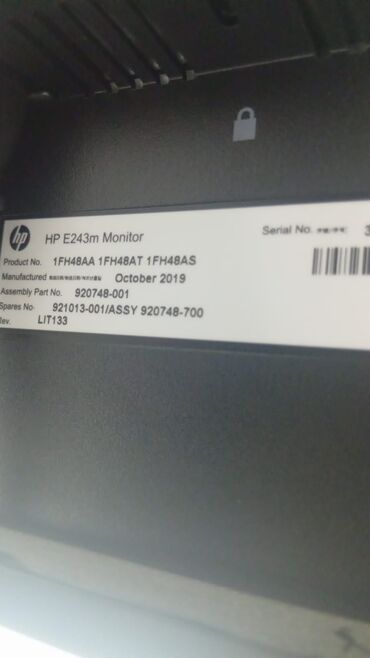 hp HP E243m Monitor
Serial No. 3
Product No. 1FH48AA 1FH48AT 1FH48AS
Manufactured October 2019
Assembly Part No. 920748-001
Spares No. 921013-001/ASSY 920748-700
Rev. LIT133